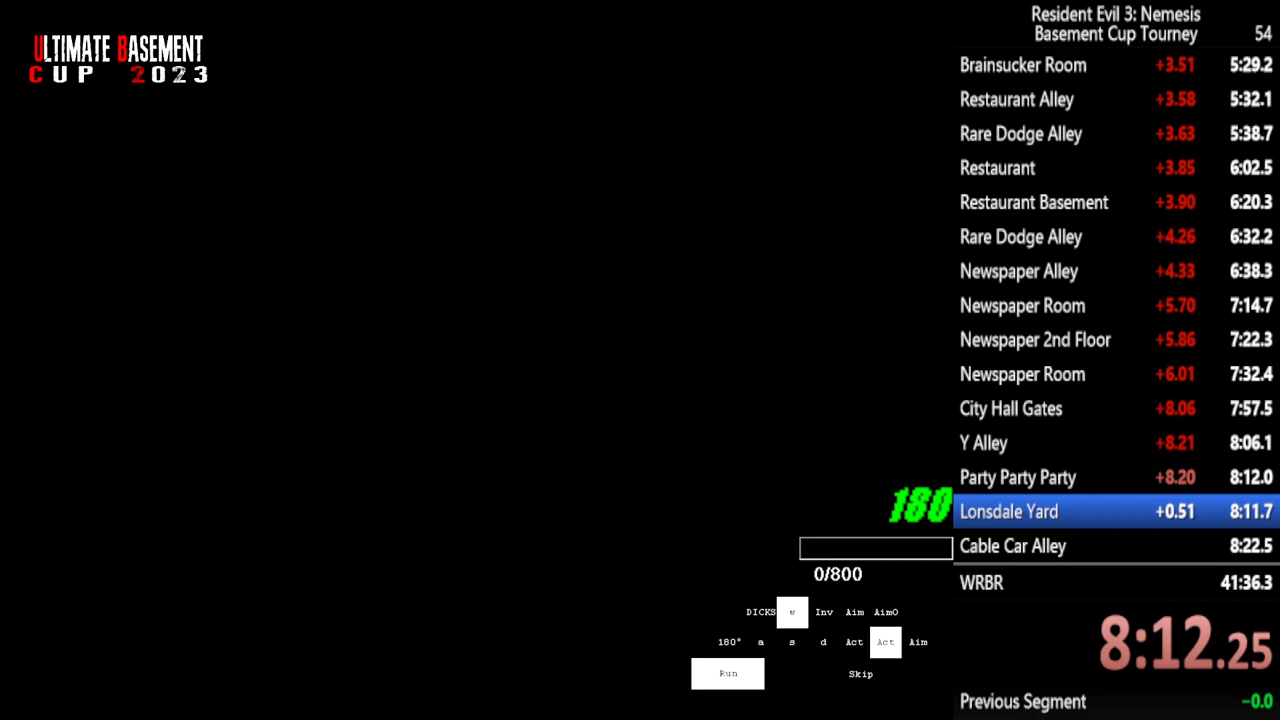 ULTIMATE BASEMENT
CUP 2023
Resident Evil 3: Nemesis
Basement Cup Tourney 54
Brainsucker Room +3.51 5:29.2
Restaurant Alley +3.58 5:32.1
Rare Dodge Alley +3.63 5:38.7
Restaurant +3.85 6:02.5
Restaurant Basement +3.90 6:20.3
Rare Dodge Alley +4.26 6:32.2
Newspaper Alley +4.33 6:38.3
Newspaper Room +5.70 7:14.7
Newspaper 2nd Floor +5.86 7:22.3
Newspaper Room +6.01 7:32.4
City Hall Gates +8.06 7:57.5
Y Alley +8.21 8:06.1
Party Party Party +8.20 8:12.0
180
Lonsdale Yard +0.51 8:11.7
Cable Car Alley 8:22.5
0/800
WRBR 41:36.3
DICKS w Inv Aim AimO
180° a s d Act Act Aim
Run Skip
8:12.25
Previous Segment -0.0